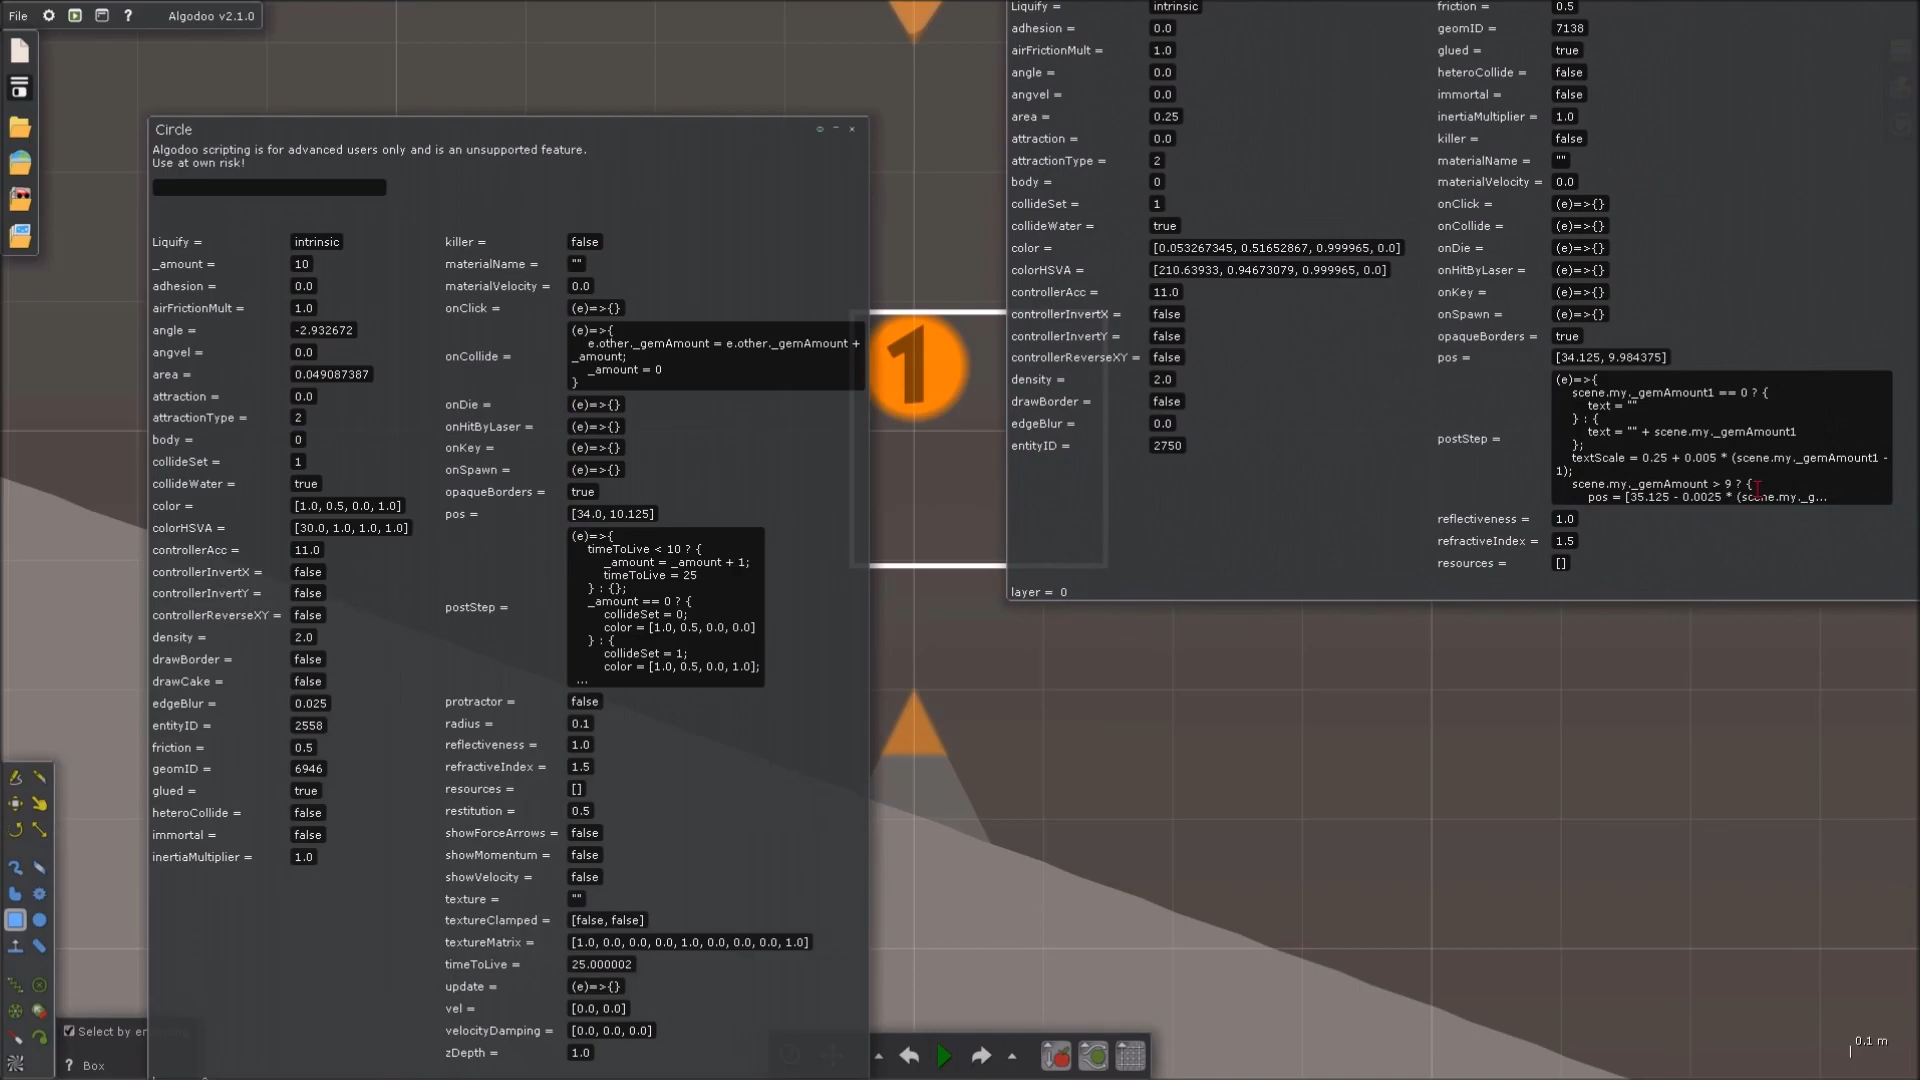 File ? Algodoo v2.1.0
Circle
Algodoo scripting is for advanced users only and is an unsupported feature.
Use at own risk!
Liquify = intrinsic
_amount = 10
adhesion = 0.0
airFrictionMult = 1.0
angle = -2.932672
angvel = 0.0
area = 0.049087387
attraction = 0.0
attractionType = 2
body = 0
collideSet = 1
collideWater = true
color = [1.0, 0.5, 0.0, 1.0]
colorHSVA = [30.0, 1.0, 1.0, 1.0]
controllerAcc = 11.0
controllerInvertX = false
controllerInvertY = false
controllerReverseXY = false
density = 2.0
drawBorder = false
drawCake = false
edgeBlur = 0.025
entityID = 2558
friction = 0.5
geomID = 6946
glued = true
heteroCollide = false
immortal = false
inertiaMultiplier = 1.0
killer = false
materialName = ""
materialVelocity = 0.0
onClick = (e)=>{}
onCollide = (e)=>{
e.other._gemAmount = e.other._gemAmount +
_amount;
_amount = 0
}
onDie = (e)=>{}
onHitByLaser = (e)=>{}
onKey = (e)=>{}
onSpawn = (e)=>{}
opaqueBorders = true
pos = [34.0, 10.125]
postStep = (e)=>{
timeToLive < 10 ? {
_amount = _amount + 1;
timeToLive = 25
} : {};
_amount == 0 ? {
collideSet = 0;
color = [1.0, 0.5, 0.0, 0.0]
} : {
collideSet = 1;
color = [1.0, 0.5, 0.0, 1.0];
...
protractor = false
radius = 0.1
reflectiveness = 1.0
refractiveIndex = 1.5
resources = []
restitution = 0.5
showForceArrows = false
showMomentum = false
showVelocity = false
texture = ""
textureClamped = [false, false]
textureMatrix = [1.0, 0.0, 0.0, 0.0, 1.0, 0.0, 0.0, 0.0, 1.0]
timeToLive = 25.000002
update = (e)=>{}
vel = [0.0, 0.0]
velocityDamping = [0.0, 0.0, 0.0]
zDepth = 1.0
1
Liquify = intrinsic
adhesion = 0.0
airFrictionMult = 1.0
angle = 0.0
angvel = 0.0
area = 0.25
attraction = 0.0
attractionType = 2
body = 0
collideSet = 1
collideWater = true
color = [0.053267345, 0.51652867, 0.999965, 0.0]
colorHSVA = [210.63933, 0.94673079, 0.999965, 0.0]
controllerAcc = 11.0
controllerInvertX = false
controllerInvertY = false
controllerReverseXY = false
density = 2.0
drawBorder = false
edgeBlur = 0.0
entityID = 2750
friction = 0.5
geomID = 7138
glued = true
heteroCollide = false
immortal = false
inertiaMultiplier = 1.0
killer = false
materialName = ""
materialVelocity = 0.0
onClick = (e)=>{}
onCollide = (e)=>{}
onDie = (e)=>{}
onHitByLaser = (e)=>{}
onKey = (e)=>{}
onSpawn = (e)=>{}
opaqueBorders = true
pos = [34.125, 9.984375]
postStep = (e)=>{
scene.my._gemAmount1 == 0 ? {
text = ""
} : {
text = "" + scene.my._gemAmount1
};
textScale = 0.25 + 0.005 * (scene.my._gemAmount1 -
1);
scene.my._gemAmount > 9 ? {
pos = [35.125 - 0.0025 * (scene.my._g...
reflectiveness = 1.0
refractiveIndex = 1.5
resources = []
layer = 0
Select by en
? Box
0.1 m